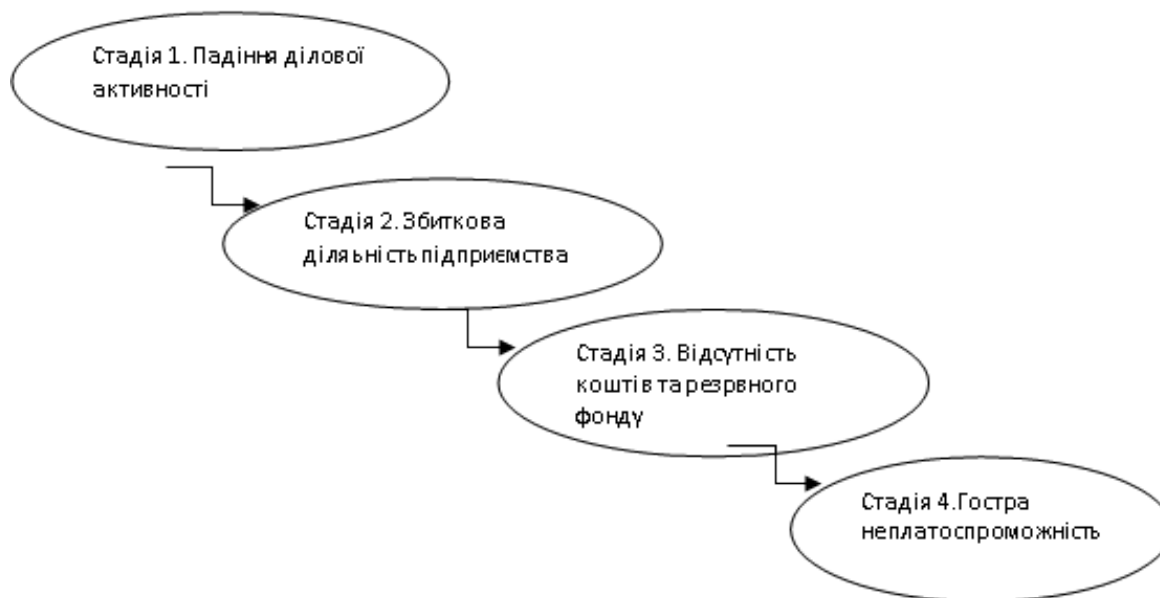 Стадія 1. Падіння ділової
активності
Стадія 2. Збиткова
діляьність підприємства
Стадія 3. Відсутність
коштів та резрвного
фонду
Стадія 4.Гостра
неплатоспроможність